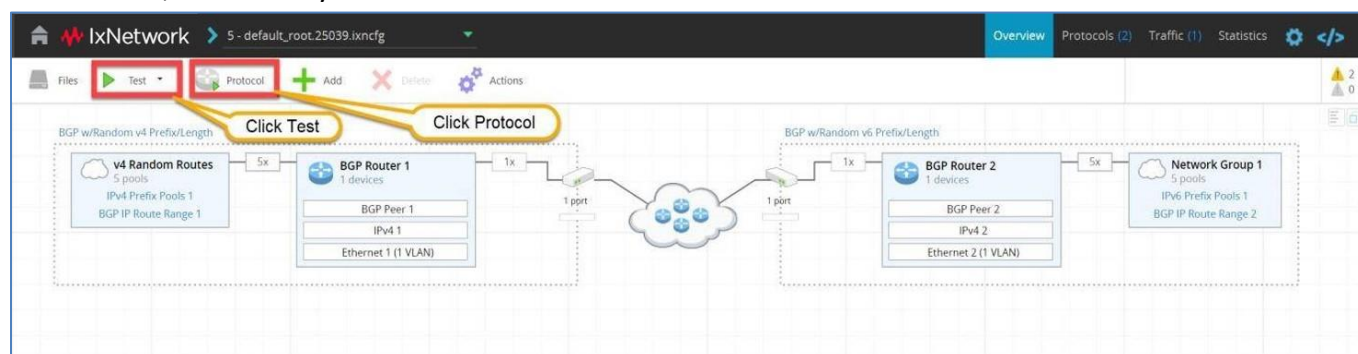 IxNetwork > 5 - default_root.25039.ixncfg Overview Protocols (2) Traffic (1) Statistics </>
Files Test Protocol Add Delete Actions 2
0
Click Test Click Protocol
BGP w/Random v4 Prefix/Length BGP w/Random v6 Prefix/Length
v4 Random Routes
5 pools
IPv4 Prefix Pools 1
BGP IP Route Range 1
5x
BGP Router 1
1 devices
BGP Peer 1
IPv4 1
Ethernet 1 (1 VLAN)
1x
1 port
1 port
1x
BGP Router 2
1 devices
BGP Peer 2
IPv4 2
Ethernet 2 (1 VLAN)
5x
Network Group 1
5 pools
IPv6 Prefix Pools 1
BGP IP Route Range 2